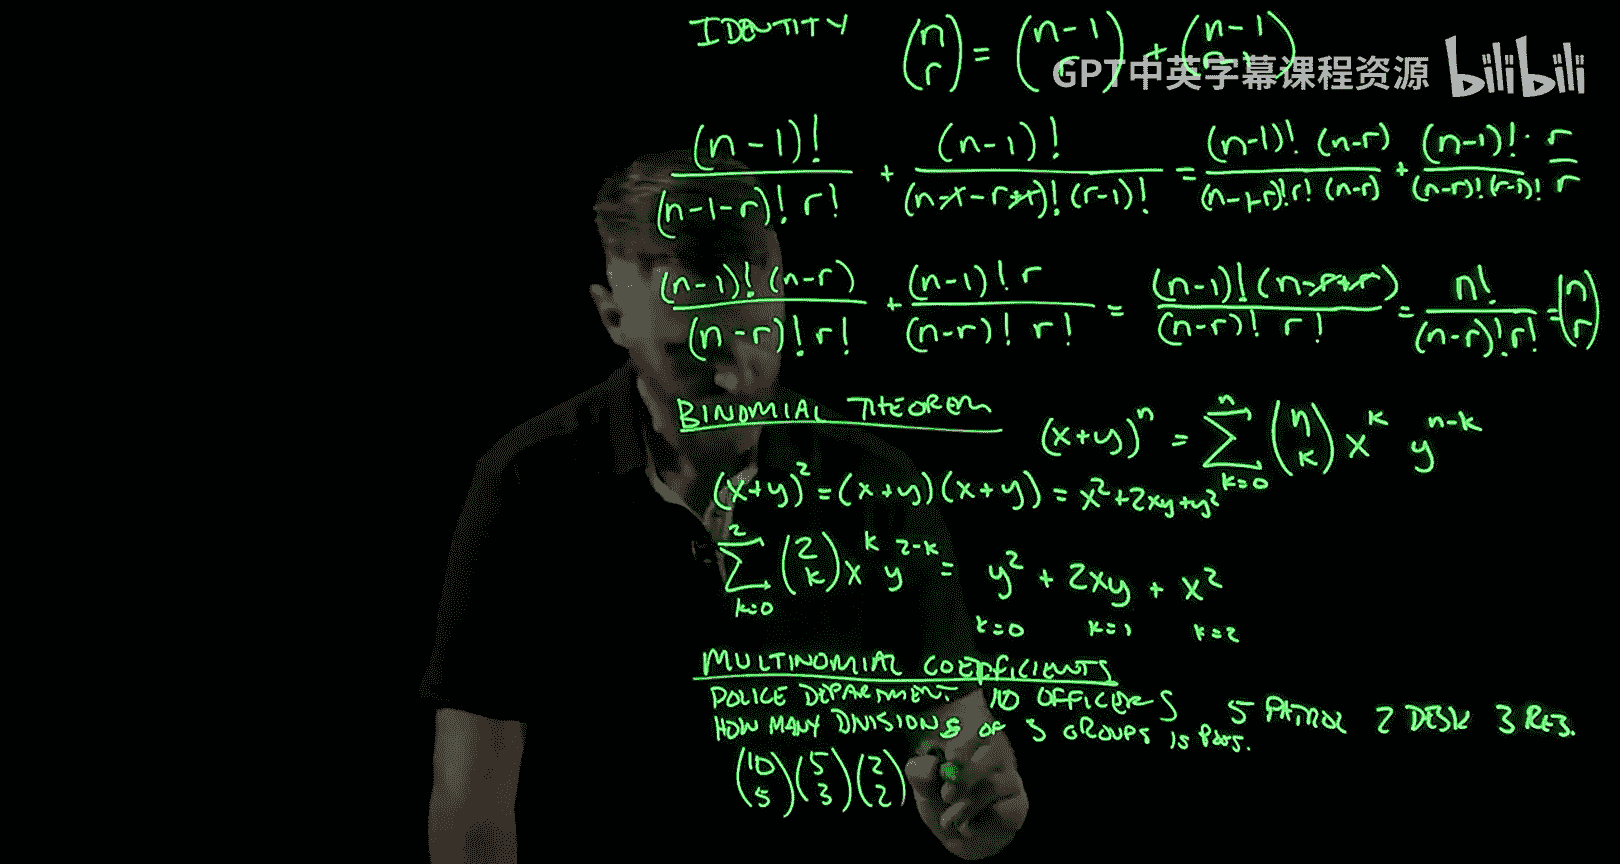 IDENTITY (n r) = (n-1 r) + (n-1 r-1)
GPT中英字幕课程资源 bilibili
(n-1)! / (n-1-r)! r! + (n-1)! / (n-1-r+1)! (r-1)! = (n-1)! (n-r) / (n-1-r)! r! (n-r) + (n-1)! · r / (n-r)! (r-1)! r
(n-1)! (n-r) / (n-r)! r! + (n-1)! r / (n-r)! r! = (n-1)! (n-r+r) / (n-r)! r! = n! / (n-r)! r! = (n r)
BINOMIAL THEOREM (x+y)^n = ∑_{k=0}^{n} (n k) x^k y^{n-k}
(x+y)^2 = (x+y)(x+y) = x^2+2xy+y^2
∑_{k=0}^{2} (2 k) x^k y^{2-k} = y^2 + 2xy + x^2
k=0 k=1 k=2
MULTINOMIAL COEFFICIENTS
POLICE DEPARTMENT 10 OFFICERS 5 PATROL 2 DESK 3 RES.
HOW MANY DIVISIONS OF 3 GROUPS IS POSS.
(10 5)(5 3)(2 2)